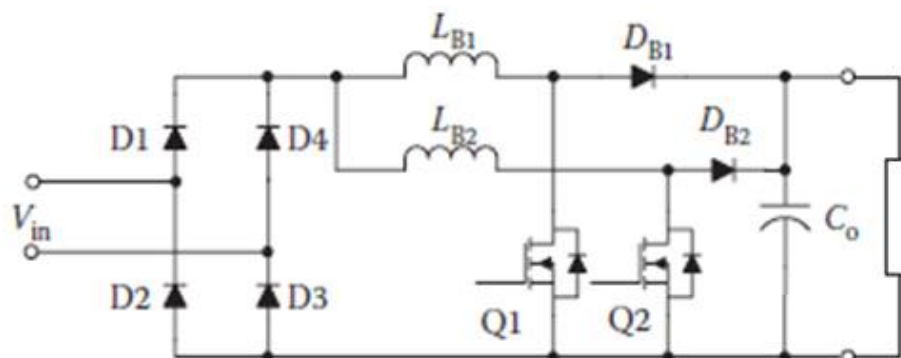 L_B1
D_B1
D1
D4
L_B2
D_B2
V_in
C_o
D2
D3
Q1
Q2